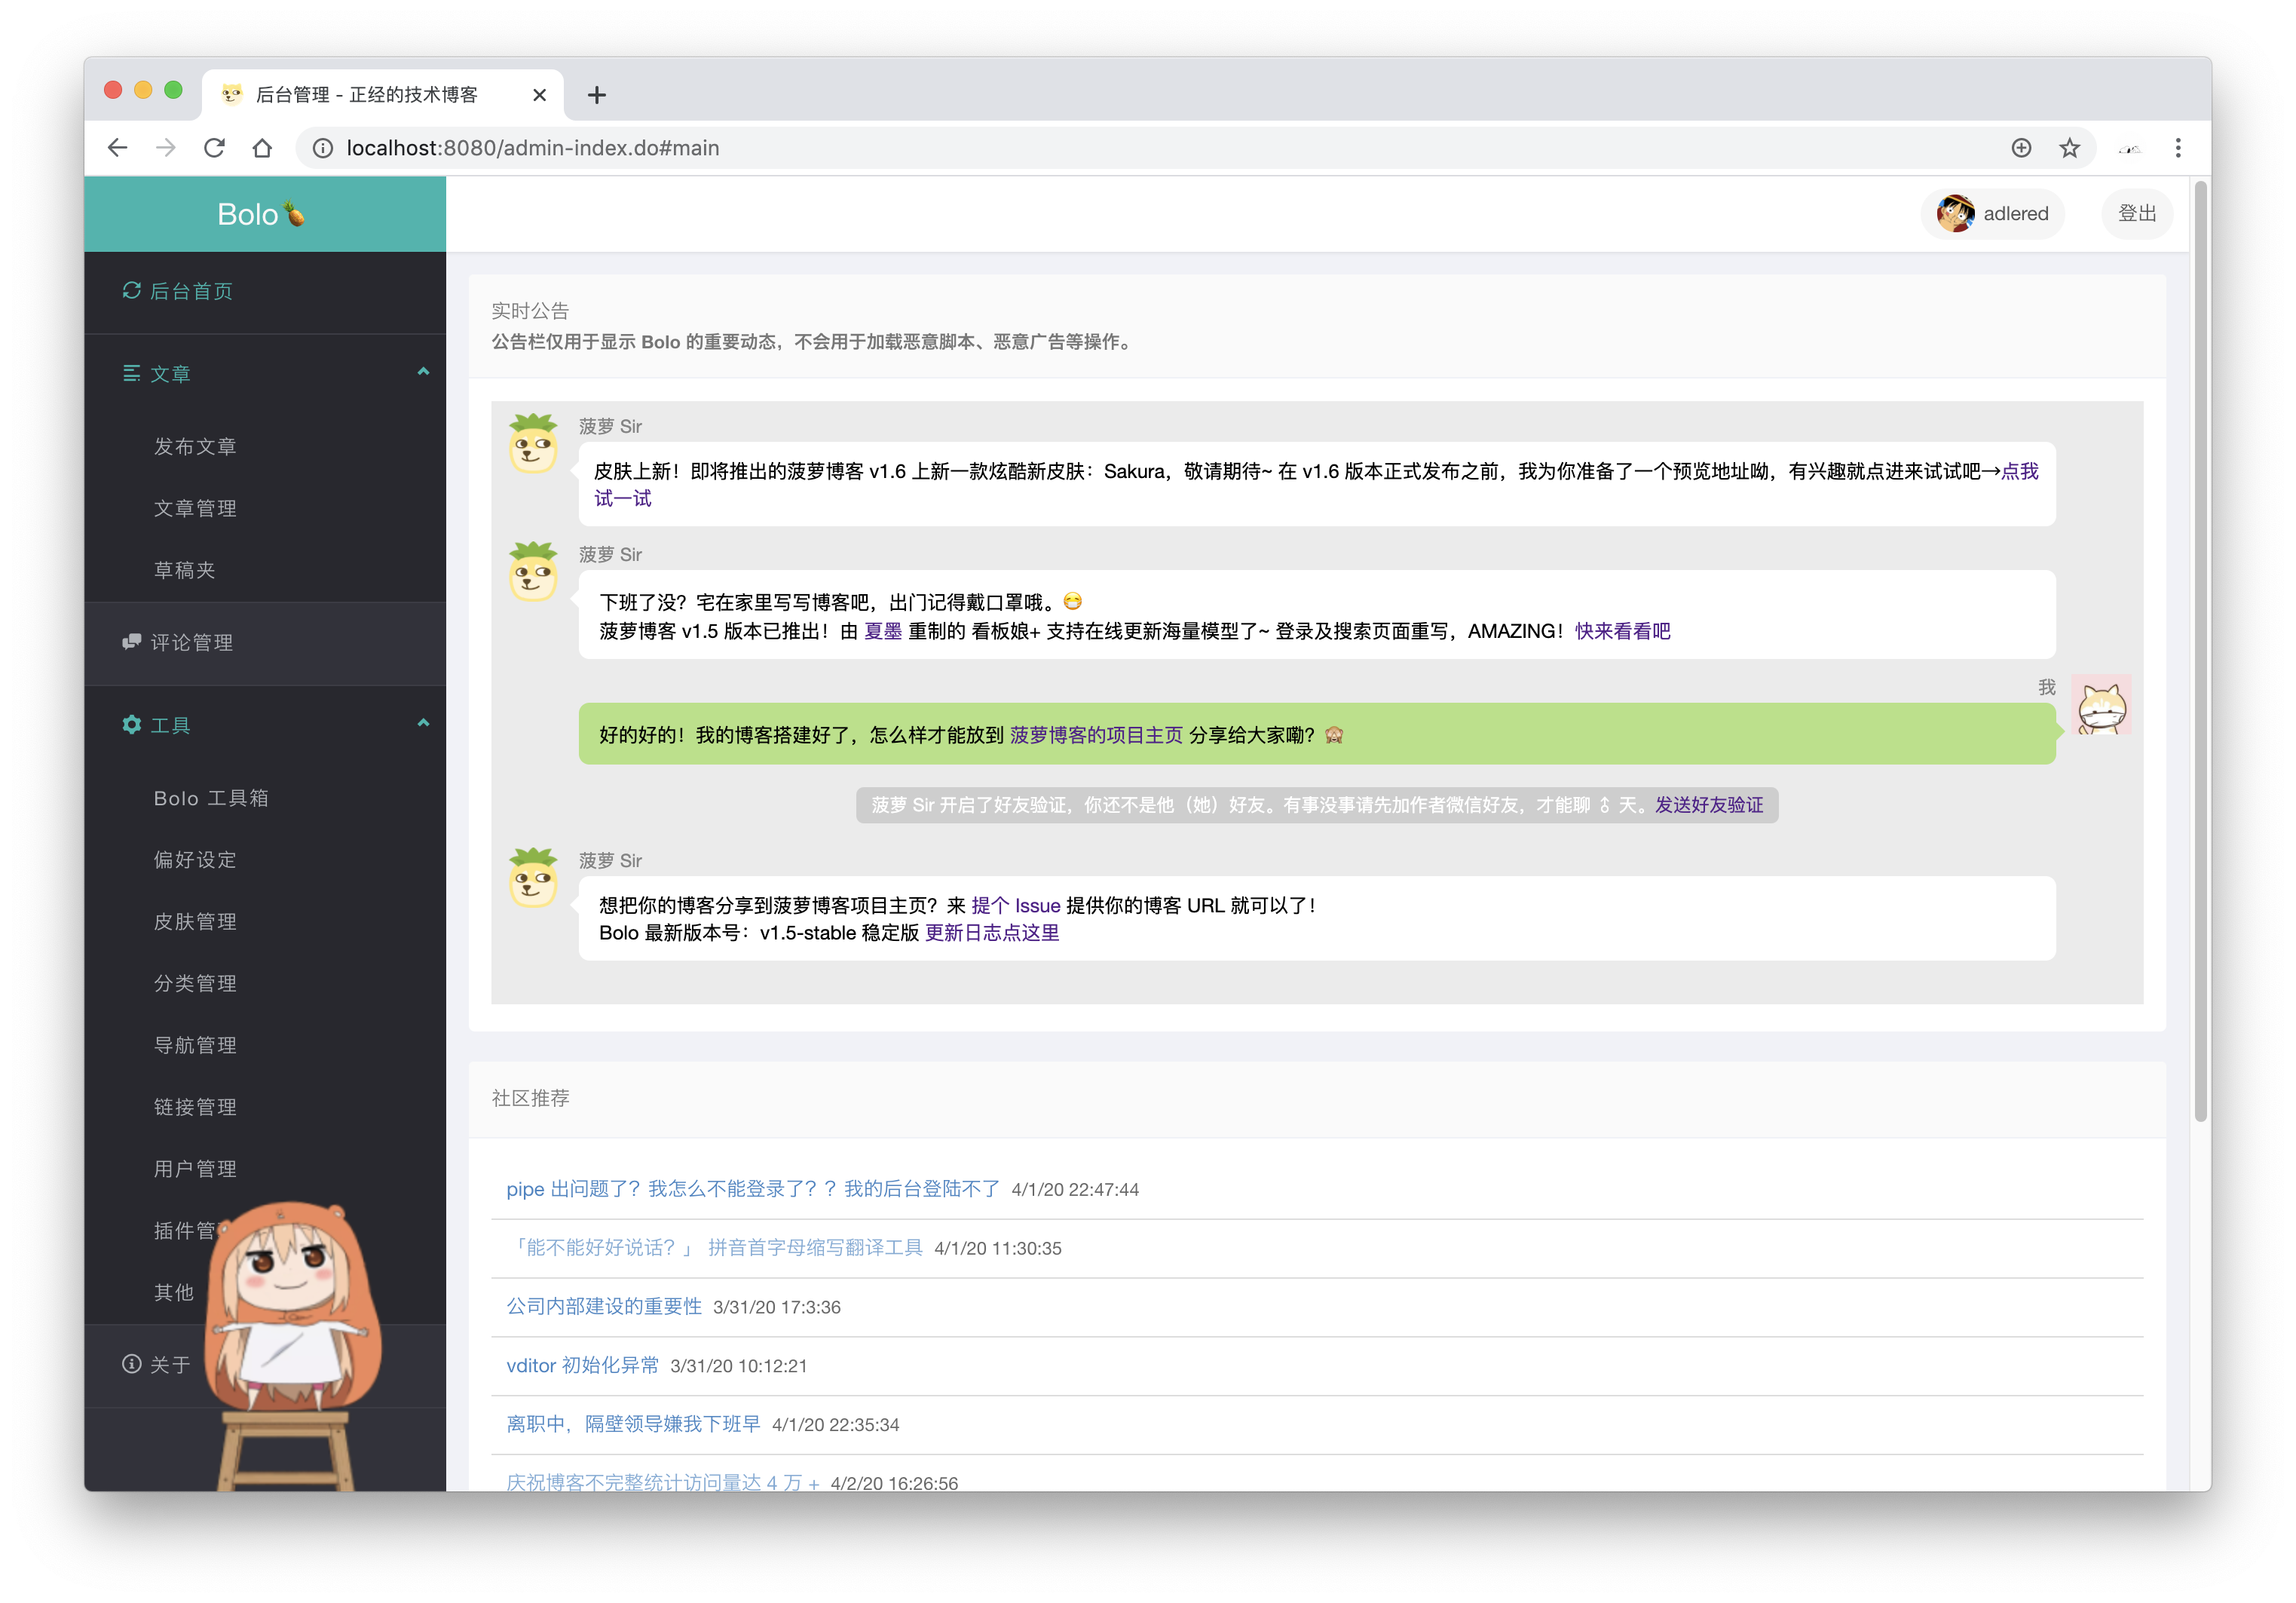 后台管理 - 正经的技术博客
localhost:8080/admin-index.do#main
Bolo🍍
adlered
登出
后台首页
文章
发布文章
文章管理
草稿夹
评论管理
工具
Bolo 工具箱
偏好设定
皮肤管理
分类管理
导航管理
链接管理
用户管理
插件管
其他
关于
实时公告
公告栏仅用于显示 Bolo 的重要动态，不会用于加载恶意脚本、恶意广告等操作。
菠萝 Sir
皮肤上新！即将推出的菠萝博客 v1.6 上新一款炫酷新皮肤：Sakura，敬请期待~ 在 v1.6 版本正式发布之前，我为你准备了一个预览地址呦，有兴趣就点进来试试吧→点我
试一试
菠萝 Sir
下班了没？宅在家里写写博客吧，出门记得戴口罩哦。😷
菠萝博客 v1.5 版本已推出！由 夏墨 重制的 看板娘+ 支持在线更新海量模型了~ 登录及搜索页面重写，AMAZING！快来看看吧
我
好的好的！我的博客搭建好了，怎么样才能放到 菠萝博客的项目主页 分享给大家嘞？🙈
菠萝 Sir 开启了好友验证，你还不是他（她）好友。有事没事请先加作者微信好友，才能聊 ⇕ 天。发送好友验证
菠萝 Sir
想把你的博客分享到菠萝博客项目主页？来 提个 Issue 提供你的博客 URL 就可以了！
Bolo 最新版本号：v1.5-stable 稳定版 更新日志点这里
社区推荐
pipe 出问题了？我怎么不能登录了？？我的后台登陆不了 4/1/20 22:47:44
「能不能好好说话？」 拼音首字母缩写翻译工具 4/1/20 11:30:35
公司内部建设的重要性 3/31/20 17:3:36
vditor 初始化异常 3/31/20 10:12:21
离职中，隔壁领导嫌我下班早 4/1/20 22:35:34
庆祝博客不完整统计访问量达 4 万 + 4/2/20 16:26:56